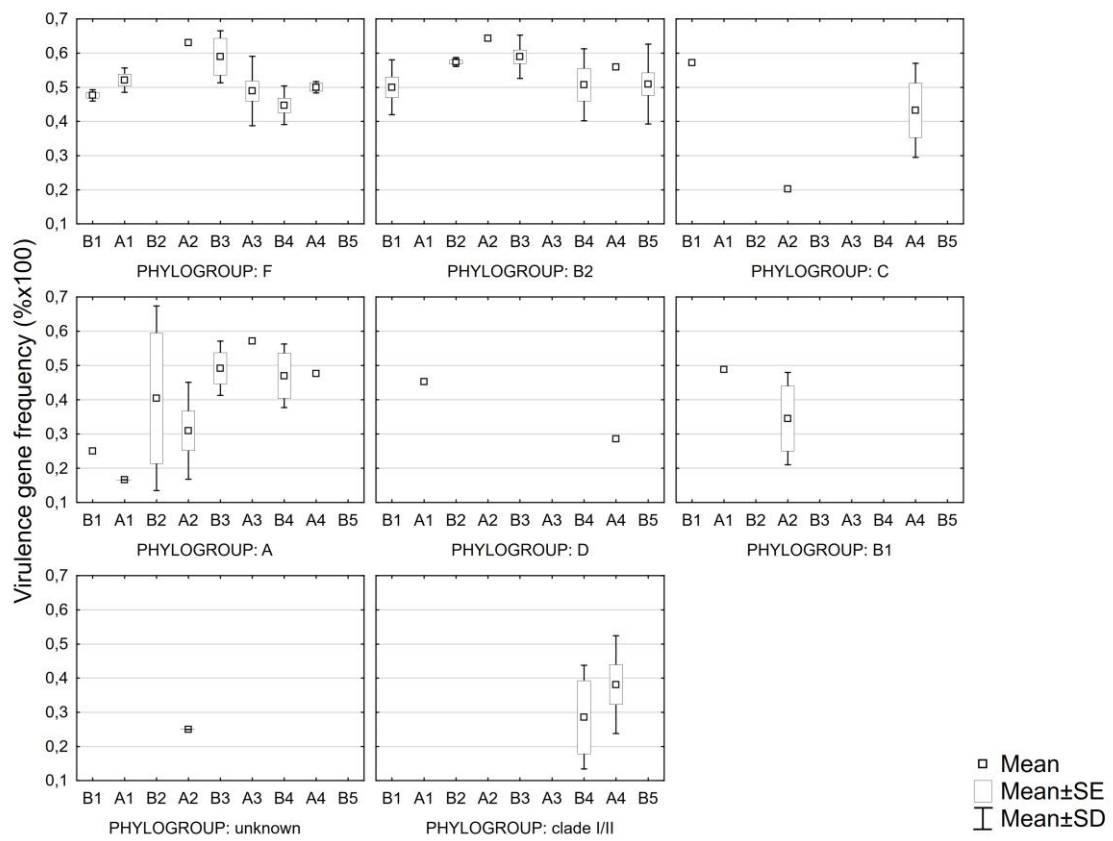 Virulence gene frequency (%x100)
0,7
0,6
0,5
0,4
0,3
0,2
0,1
B1 A1 B2 A2 B3 A3 B4 A4 B5
PHYLOGROUP: F
B1 A1 B2 A2 B3 A3 B4 A4 B5
PHYLOGROUP: B2
B1 A1 B2 A2 B3 A3 B4 A4 B5
PHYLOGROUP: C
0,7
0,6
0,5
0,4
0,3
0,2
0,1
B1 A1 B2 A2 B3 A3 B4 A4 B5
PHYLOGROUP: A
B1 A1 B2 A2 B3 A3 B4 A4 B5
PHYLOGROUP: D
B1 A1 B2 A2 B3 A3 B4 A4 B5
PHYLOGROUP: B1
0,7
0,6
0,5
0,4
0,3
0,2
0,1
B1 A1 B2 A2 B3 A3 B4 A4 B5
PHYLOGROUP: unknown
B1 A1 B2 A2 B3 A3 B4 A4 B5
PHYLOGROUP: clade I/II
Mean
Mean±SE
Mean±SD